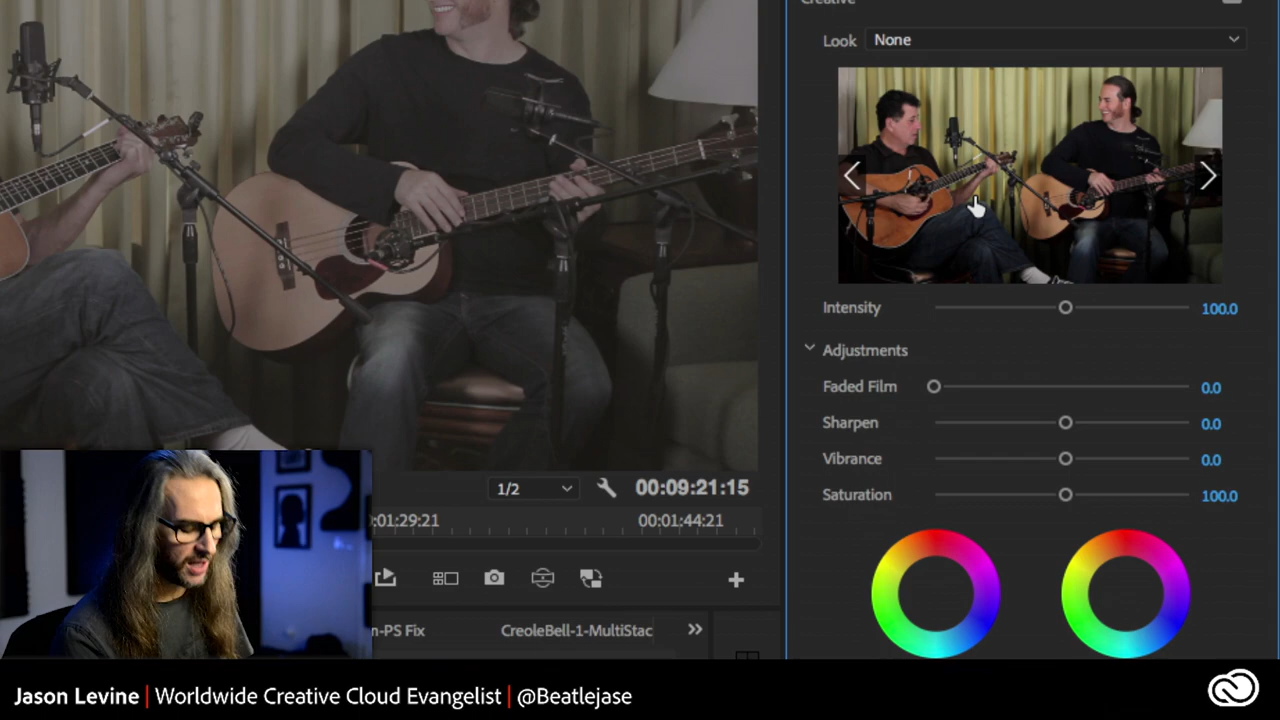 Creative
Look None
Intensity 100.0
Adjustments
Faded Film 0.0
Sharpen 0.0
Vibrance 0.0
Saturation 100.0
1/2 00:09:21:15
:01:29:21 00:01:44:21
n-PS Fix CreoleBell-1-MultiStac
Jason Levine | Worldwide Creative Cloud Evangelist | @Beatlejase